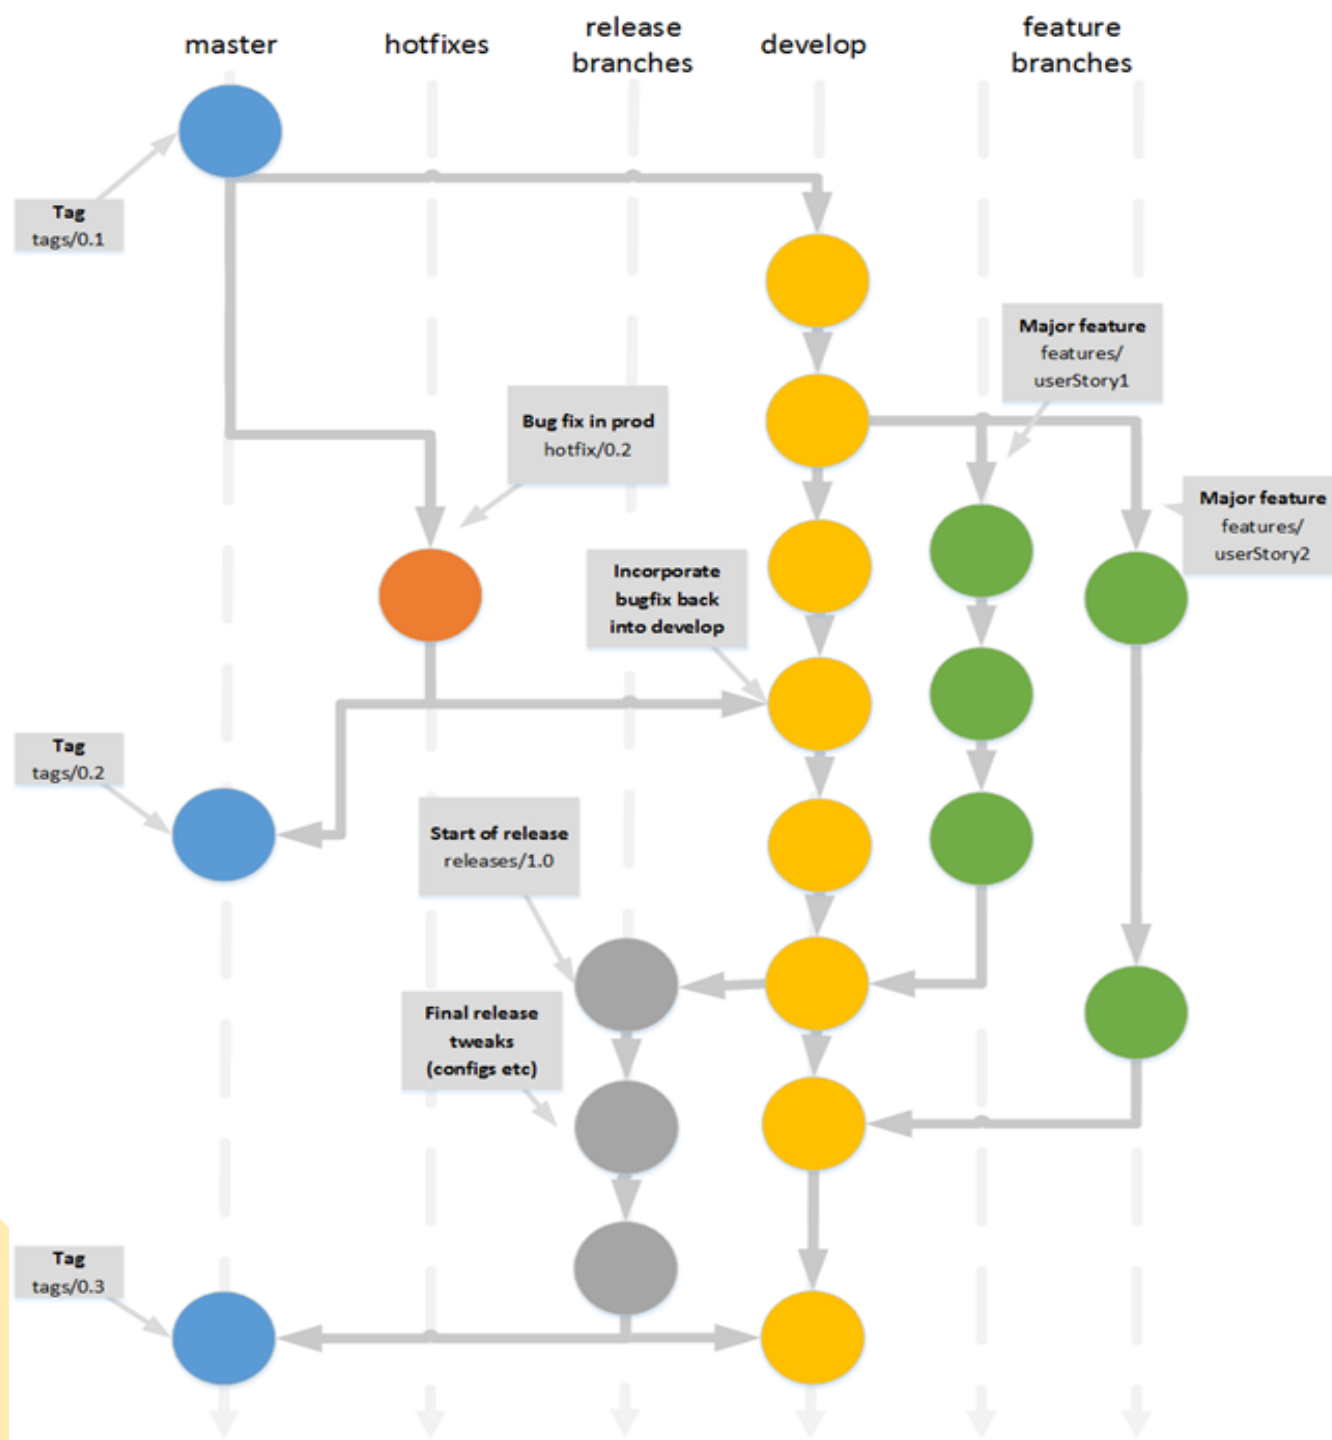 master
hotfixes
release
branches
develop
feature
branches
Tag
tags/0.1
Major feature
features/
userStory1
Bug fix in prod
hotfix/0.2
Major feature
features/
userStory2
Incorporate
bugfix back
into develop
Tag
tags/0.2
Start of release
releases/1.0
Final release
tweaks
(configs etc)
Tag
tags/0.3